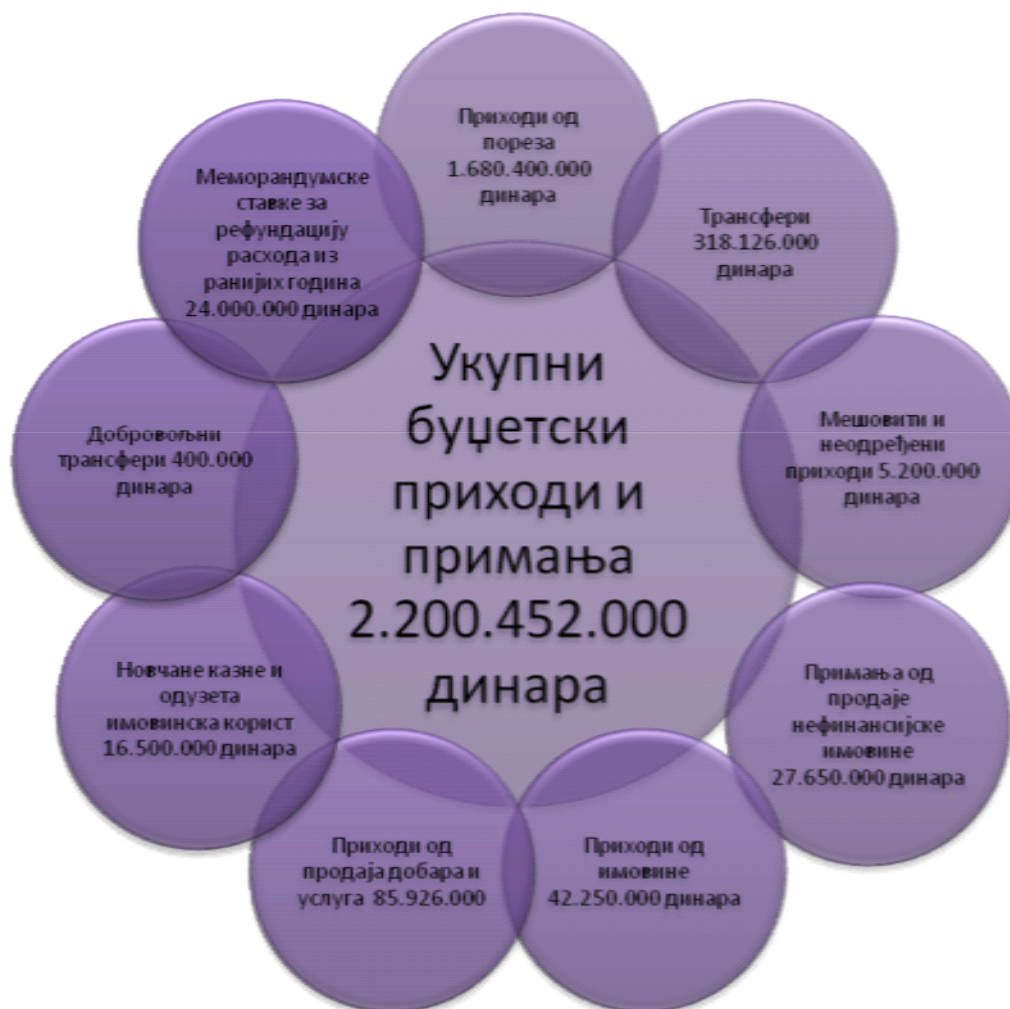 Приходи од
пореза
1.680.400.000
динара
Трансфери
318.126.000
динара
Мешовити и
неодређени
приходи 5.200.000
динара
Примања од
продаје
нефинансијске
имовине
27.650.000 динара
Приходи од
имовине
42.250.000 динара
Приходи од
продаја добара и
услуга 85.926.000
Новчане казне и
одузета
имовинска корист
16.500.000 динара
Добровољни
трансфери 400.000
динара
Меморандумске
ставке за
рефундацију
расхода из
ранијих година
24.000.000 динара
Укупни
буџетски
приходи и
примања
2.200.452.000
динара